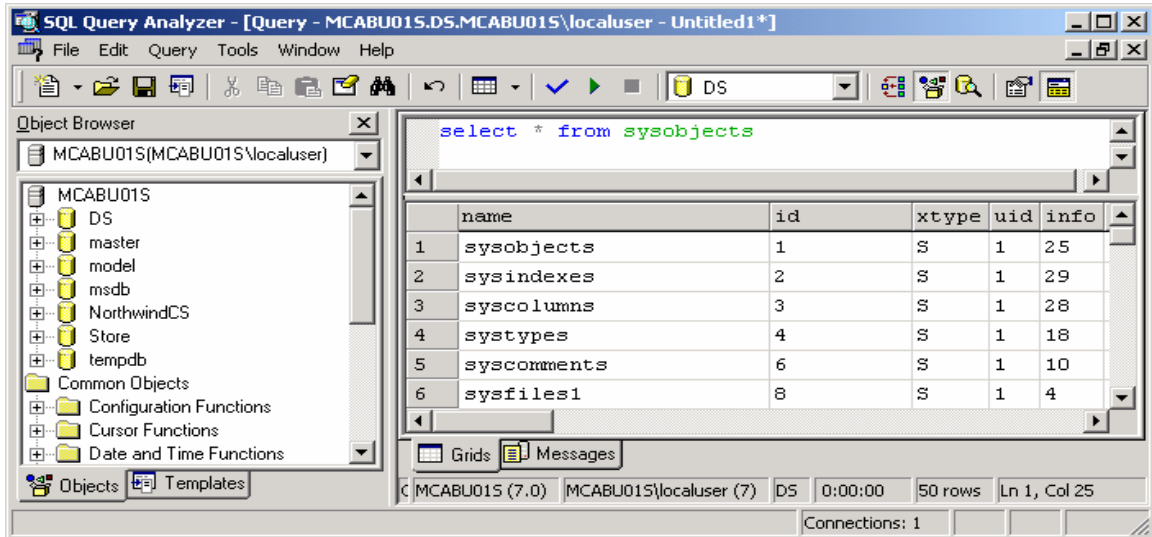 SQL Query Analyzer - [Query - MCABU01S.DS.MCABU01S\localuser - Untitled1*]
File Edit Query Tools Window Help
DS
Object Browser
MCABU01S(MCABU01S\localuser)
MCABU01S
DS
master
model
msdb
NorthwindCS
Store
tempdb
Common Objects
Configuration Functions
Cursor Functions
Date and Time Functions
Objects Templates
select * from sysobjects
name id xtype uid info
1 sysobjects 1 S 1 25
2 sysindexes 2 S 1 29
3 syscolumns 3 S 1 28
4 systypes 4 S 1 18
5 syscomments 6 S 1 10
6 sysfiles1 8 S 1 4
Grids Messages
MCABU01S (7.0) MCABU01S\localuser (7) DS 0:00:00 50 rows Ln 1, Col 25
Connections: 1